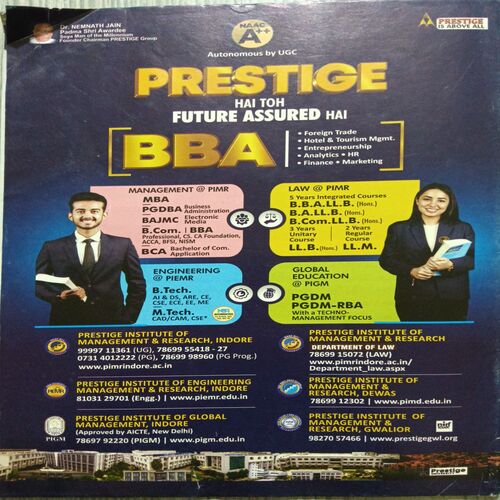 Dr. NEMNATH JAIN
Padma Shri Awardee
Soya Man of the Millennium
Founder Chairman PRESTIGE Group
NAAC
A++
Autonomous by UGC
PRESTIGE
IS ABOVE ALL
PRESTIGE
HAI TOH
FUTURE ASSURED HAI
BBA
• Foreign Trade
• Hotel & Tourism Mgmt.
• Entrepreneurship
• Analytics • HR
• Finance • Marketing
MANAGEMENT @ PIMR
MBA
PGDBA Business Administration
BAJMC Electronic Media
B.Com. | BBA
Professional, CS. CA Foundation,
ACCA, BFSI, NISM
BCA Bachelor of Com. Application
LAW @ PIMR
5 Years Integrated Courses
B.B.A.LL.B. (Hons.)
B.A.LL.B. (Hons.)
B.Com.LL.B. (Hons.)
3 Years Unitary Course
LL.B. (Hons.)
2 Years Regular Course
LL.M.
ENGINEERING
@ PIEMR
B.Tech.
AI & DS, ARE, CE,
CSE, ECE, EE, ME
M.Tech.
CAD/CAM, CSE*
GLOBAL
EDUCATION
@ PIGM
PGDM
PGDM-RBA
With a TECHNO-
MANAGEMENT FOCUS
PRESTIGE INSTITUTE OF
MANAGEMENT & RESEARCH, INDORE
99997 11361 (UG), 78699 55418 - 27
0731 4012222 (PG), 78699 98960 (PG Prog.)
www.pimrindore.ac.in
PIEMR
PRESTIGE INSTITUTE OF ENGINEERING
MANAGEMENT & RESEARCH, INDORE
81031 29701 (Engg.) | www.piemr.edu.in
PIGM
PRESTIGE INSTITUTE OF GLOBAL
MANAGEMENT, INDORE
(Approved by AICTE, New Delhi)
78697 92220 (PIGM) | www.pigm.edu.in
PRESTIGE INSTITUTE OF
MANAGEMENT & RESEARCH
DEPARTMENT OF LAW
78699 15072 (LAW)
www.pimrindore.ac.in/
Department_law.aspx
PRESTIGE INSTITUTE OF
MANAGEMENT &
RESEARCH, DEWAS
78699 12302 | www.pimd.edu.in
PRESTIGE INSTITUTE OF
MANAGEMENT &
RESEARCH, GWALIOR
98270 57466 | www.prestigegwl.org
Prestige